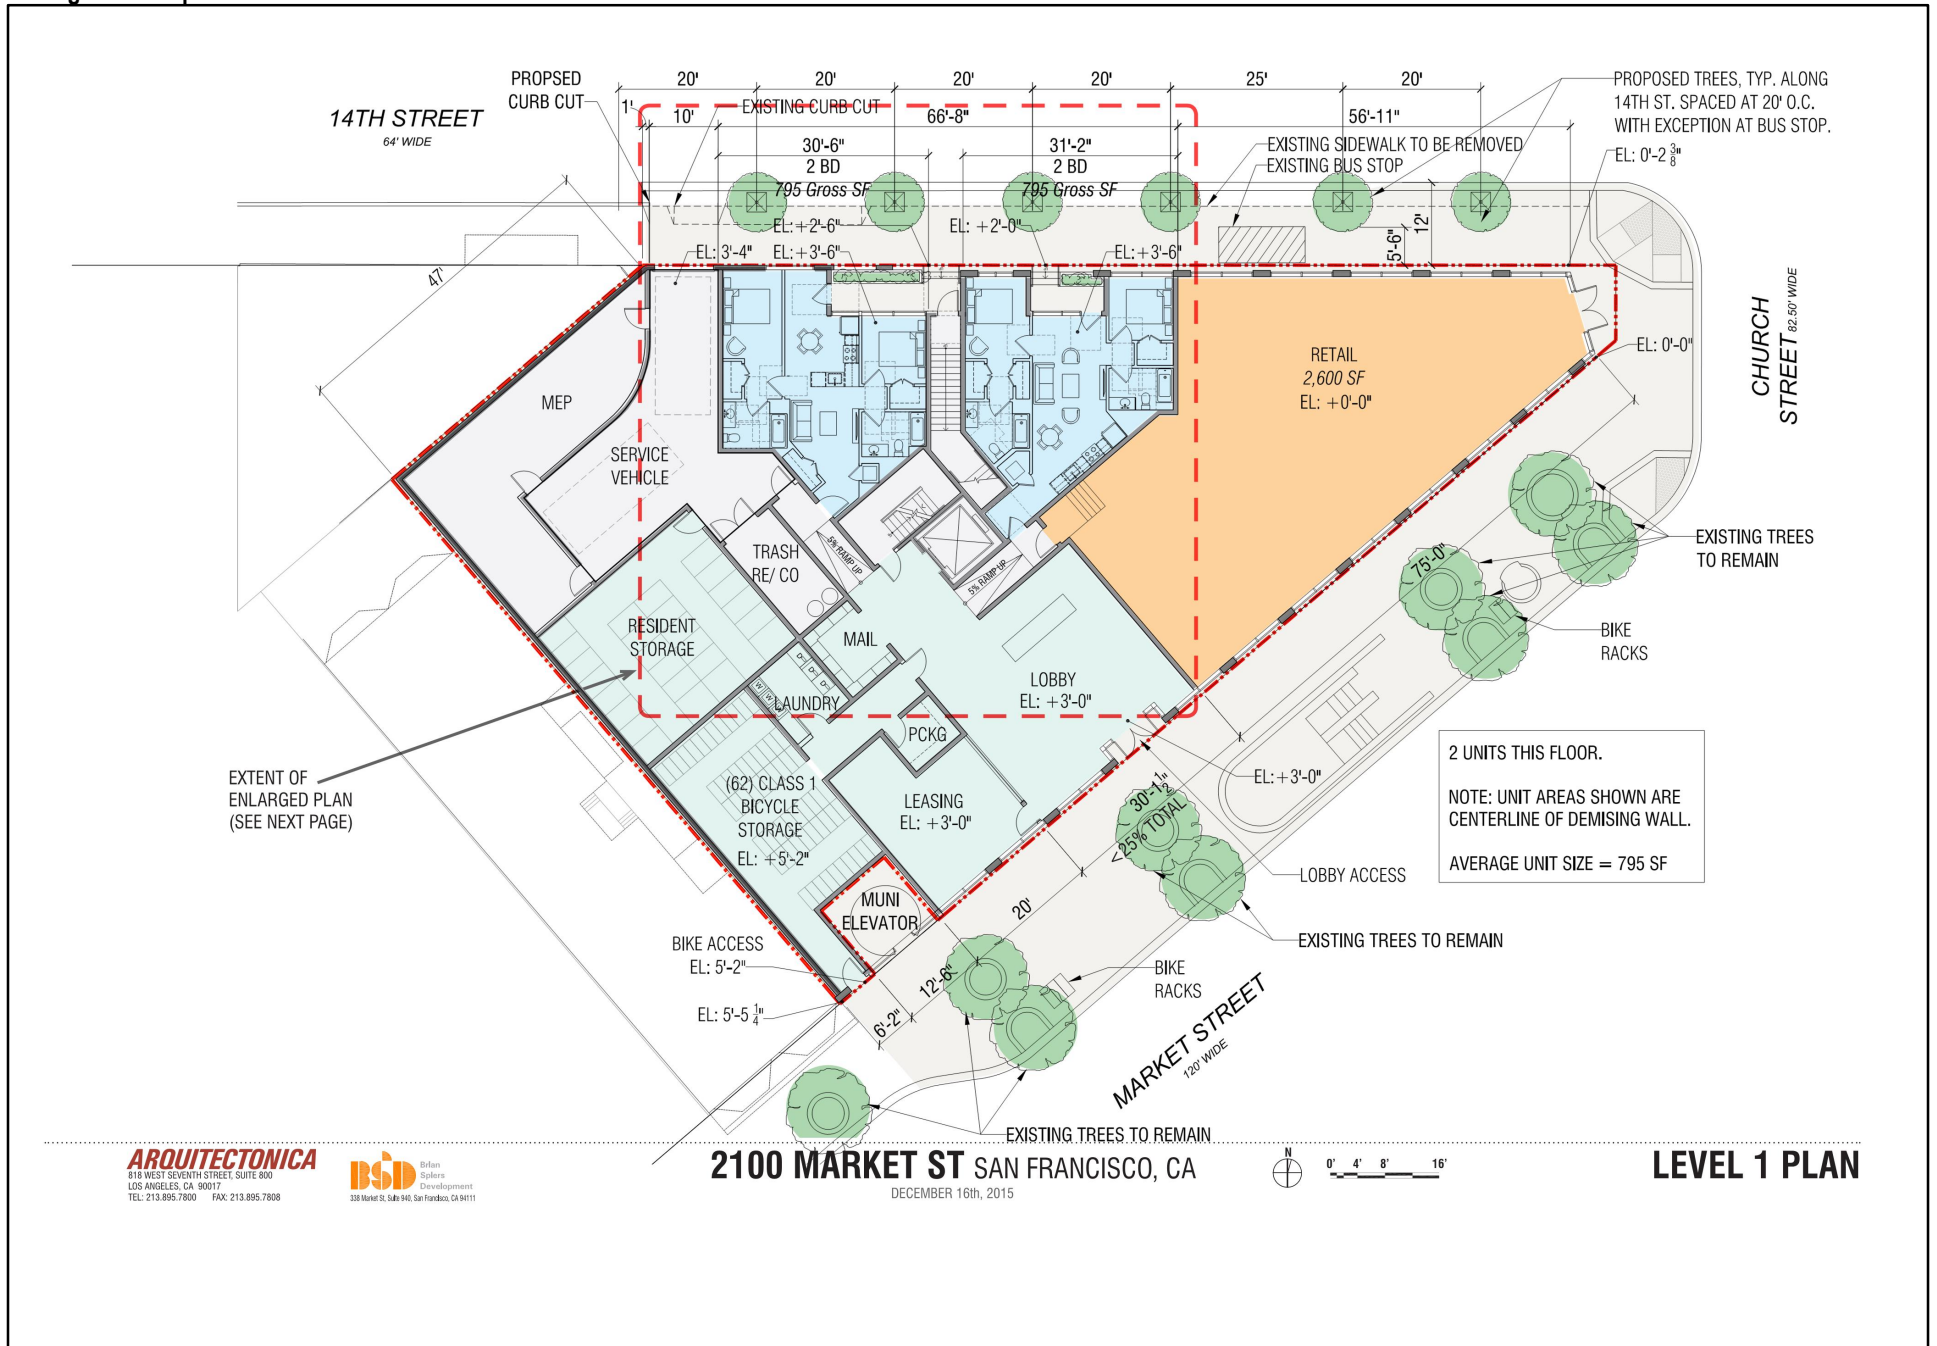 14TH STREET
64' WIDE
PROPSED
CURB CUT
20'
20'
20'
20'
25'
20'
1'
10'
EXISTING CURB CUT
66'-8"
56'-11"
30'-6"
2 BD
795 Gross SF
31'-2"
2 BD
795 Gross SF
EXISTING SIDEWALK TO BE REMOVED
EXISTING BUS STOP
PROPOSED TREES, TYP. ALONG
14TH ST. SPACED AT 20' O.C.
WITH EXCEPTION AT BUS STOP.
EL: 0'-2 3/8"
EL:+2'-6"
EL: +2'-0"
EL: 3'-4"
EL:+3'-6"
EL:+3'-6"
12'
5'-6"
47'
CHURCH
STREET 82.50' WIDE
EL: 0'-0"
RETAIL
2,600 SF
EL: +0'-0"
MEP
SERVICE
VEHICLE
TRASH
RE/ CO
5% RAMP UP
5% RAMP UP
EXISTING TREES
TO REMAIN
75'-0"
RESIDENT
STORAGE
MAIL
BIKE
RACKS
LOBBY
EL: +3'-0"
D
D
D
W
W
LAUNDRY
PCKG
EXTENT OF
ENLARGED PLAN
(SEE NEXT PAGE)
(62) CLASS 1
BICYCLE
STORAGE
EL: +5'-2"
LEASING
EL: +3'-0"
EL:+3'-0"
30'-1 1/2"
<25% TOTAL
2 UNITS THIS FLOOR.
NOTE: UNIT AREAS SHOWN ARE
CENTERLINE OF DEMISING WALL.
AVERAGE UNIT SIZE = 795 SF
LOBBY ACCESS
MUNI
ELEVATOR
20'
EXISTING TREES TO REMAIN
BIKE ACCESS
EL: 5'-2"
12'-6"
BIKE
RACKS
EL: 5'-5 1/4"
6'-2"
MARKET STREET
120' WIDE
EXISTING TREES TO REMAIN
ARQUITECTONICA
818 WEST SEVENTH STREET, SUITE 800
LOS ANGELES, CA 90017
TEL: 213.895.7800 FAX: 213.895.7808
BSD
Brian
Spiers
Development
338 Market St, Suite 940, San Francisco, CA 94111
2100 MARKET ST SAN FRANCISCO, CA
DECEMBER 16th, 2015
N
0' 4' 8' 16'
LEVEL 1 PLAN